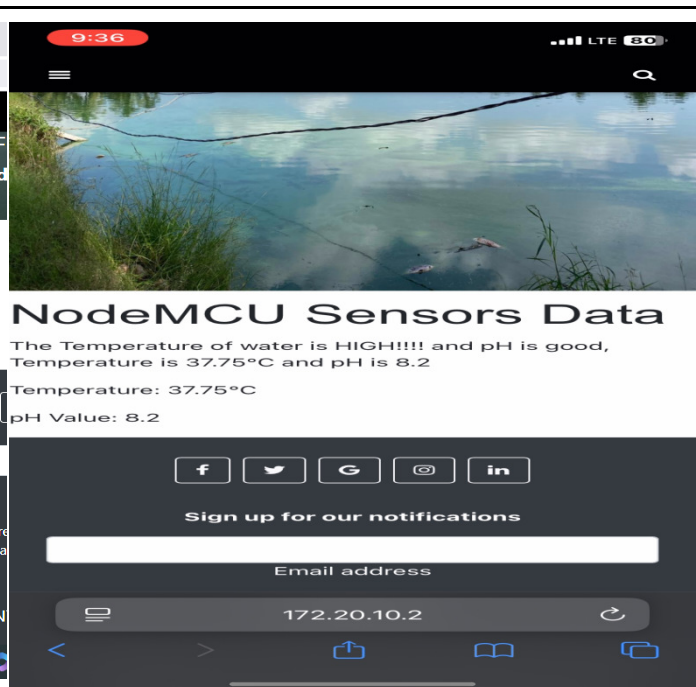 9:36
LTE 80
NodeMCU Sensors Data
The Temperature of water is HIGH!!!! and pH is good,
Temperature is 37.75°C and pH is 8.2
Temperature: 37.75°C
pH Value: 8.2
f G in
Sign up for our notifications
Email address
172.20.10.2